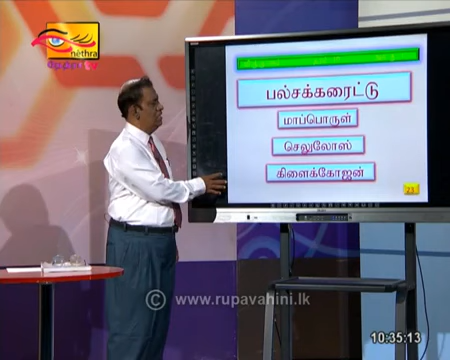 nethra
பல்சக்கரைட்டு
மாப்பொருள்
செலுலோஸ்
கிளைக்கோஜன்
23
© www.rupavahini.lk
10:35:13